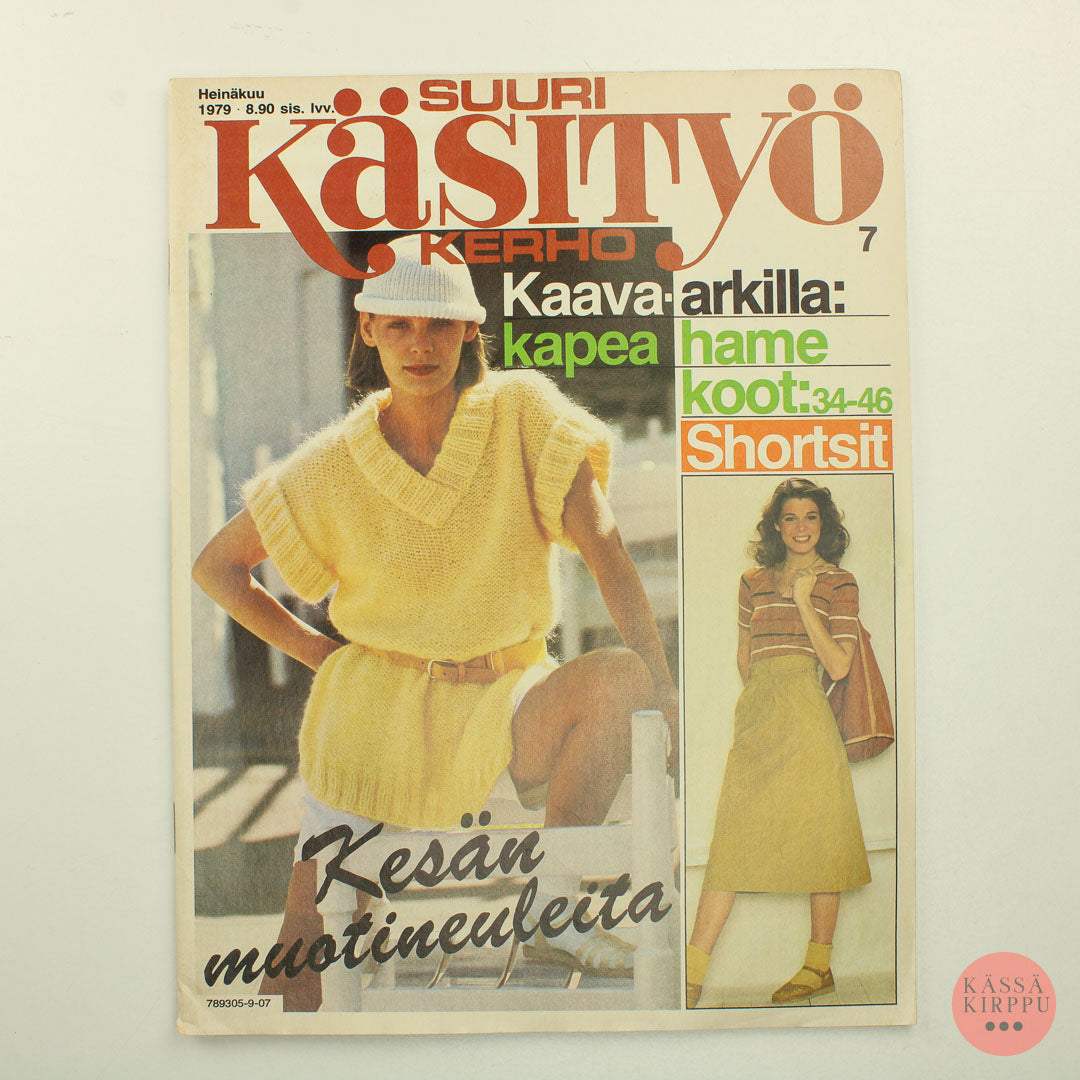 Heinäkuu
1979 · 8.90 sis. lvv.
SUURI
KäSITYÖ
KERHO
7
Kaava-arkilla:
kapea hame
koot:34-46
Shortsit
Kesän
muotineuleita
789305-9-07
KÄSSÄ
KIRPPU